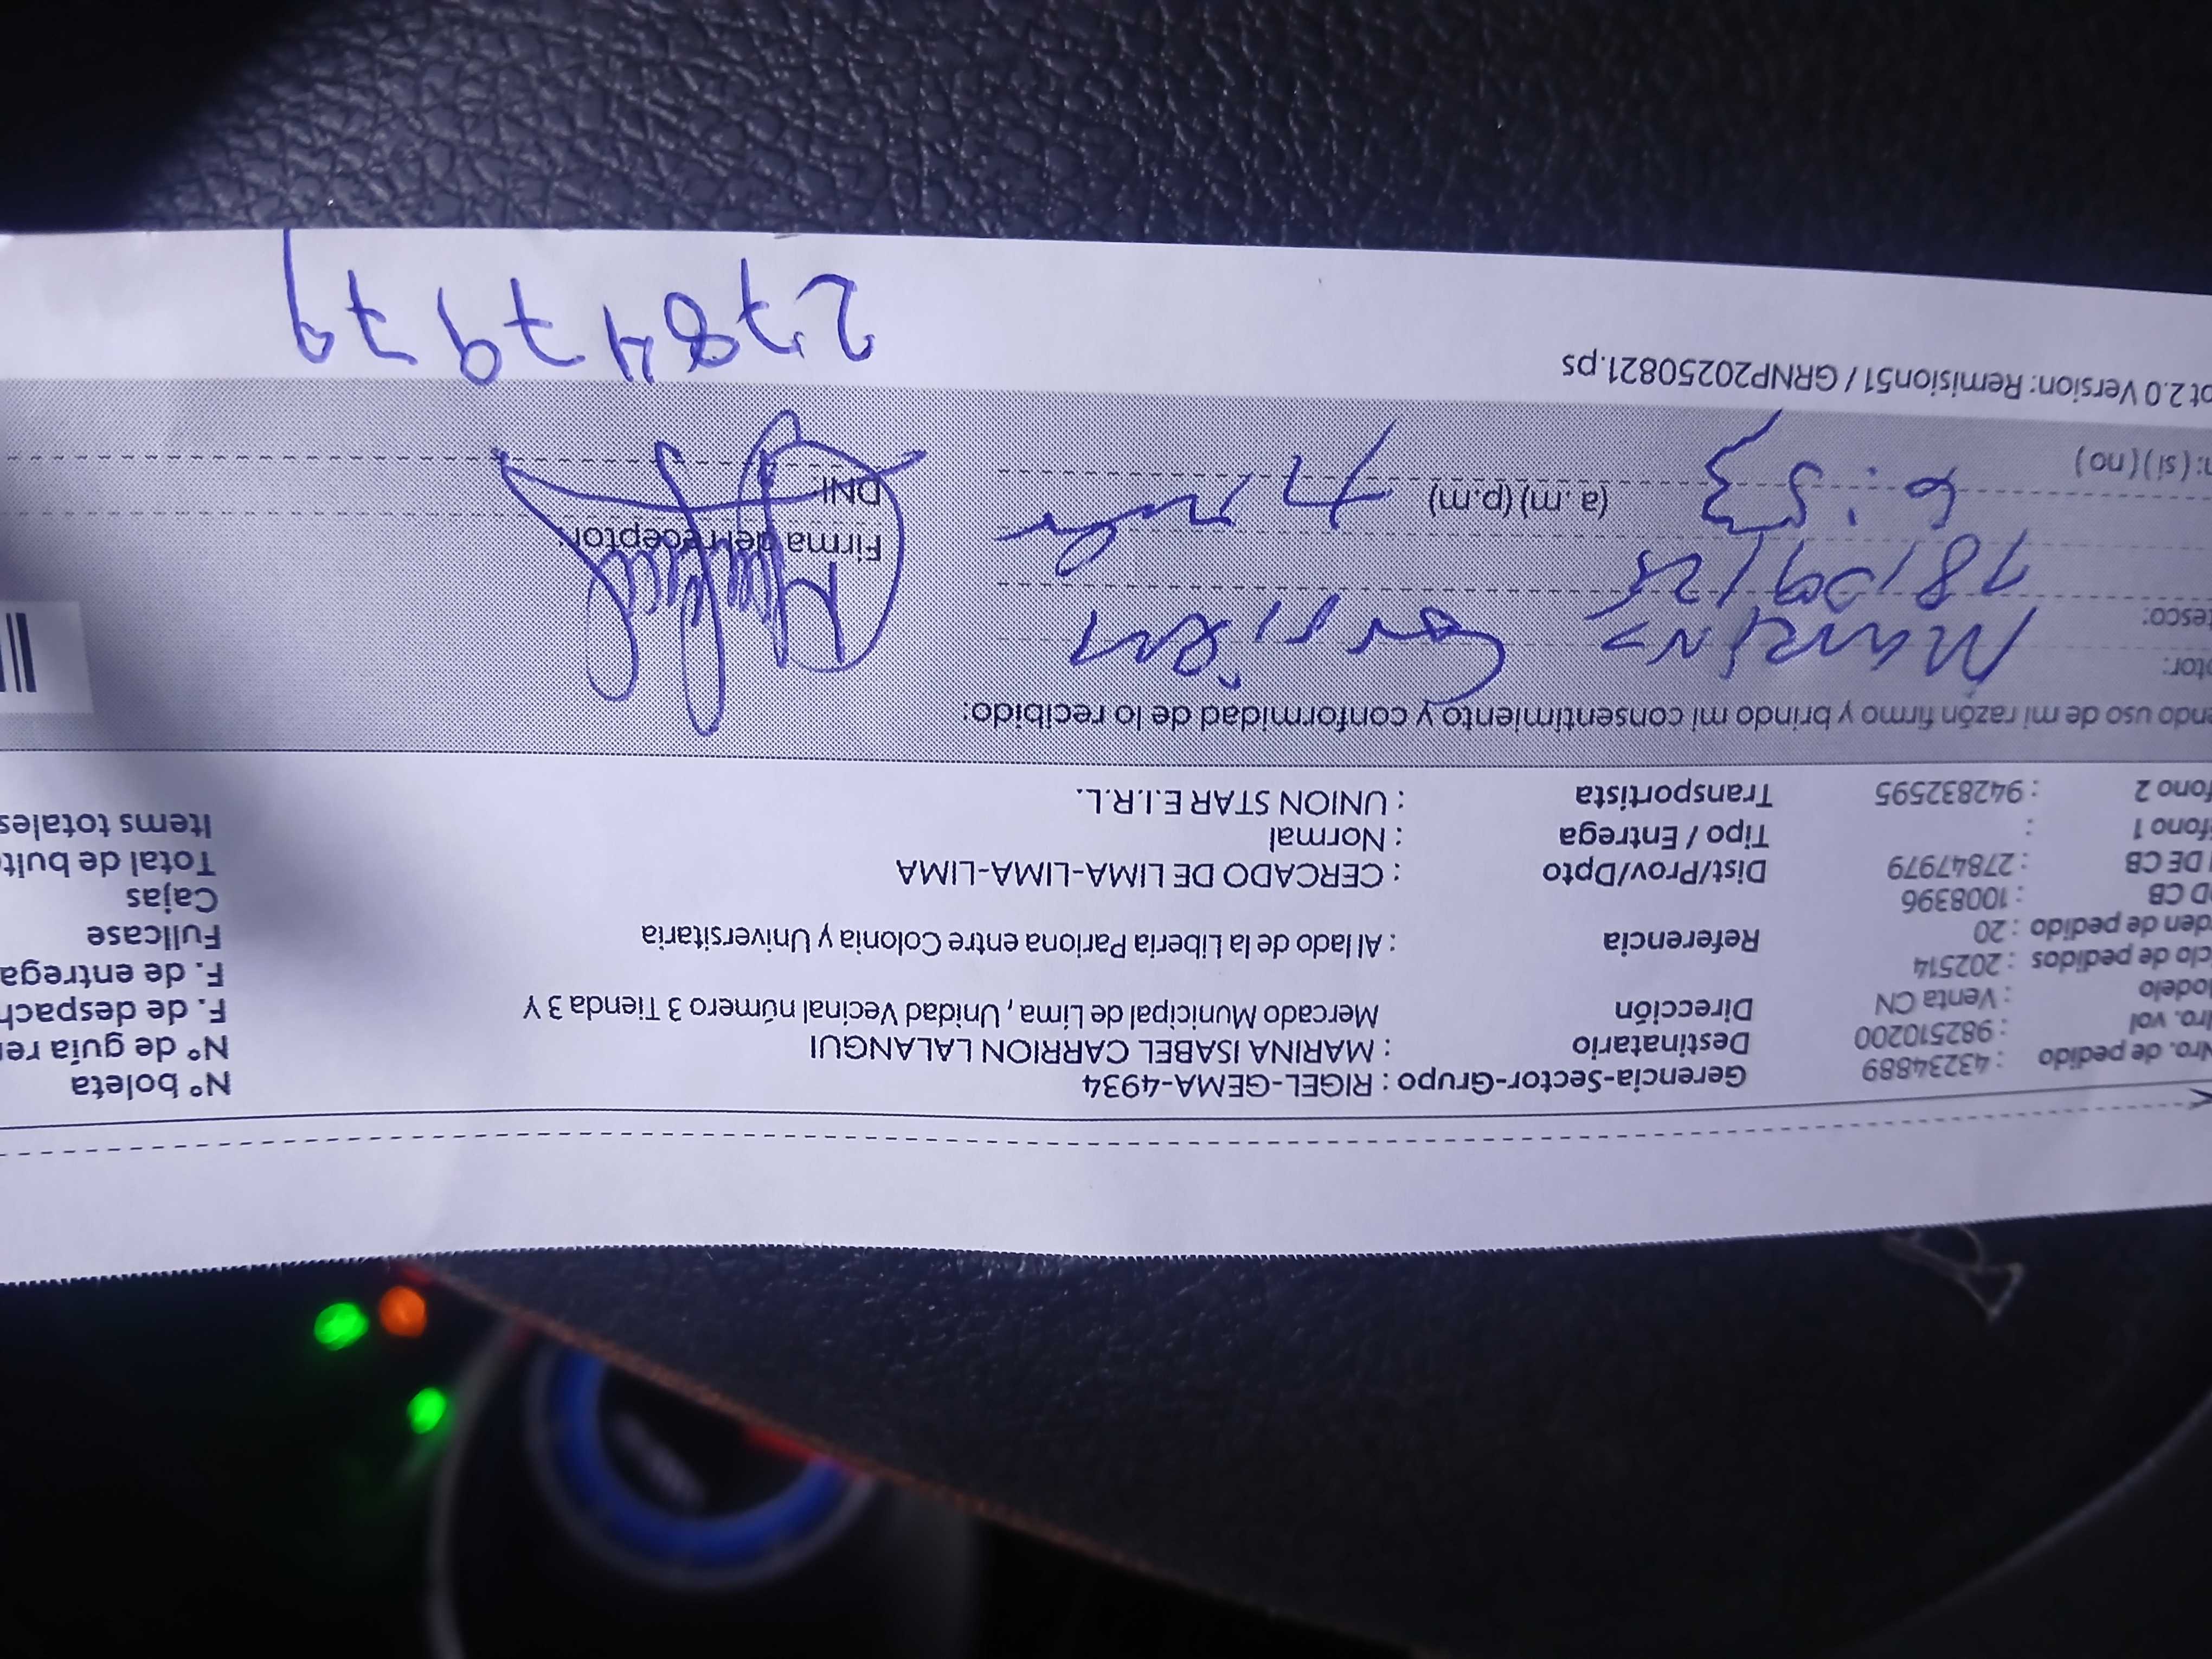 Nro. de pedido : 43234889 Gerencia-Sector-Grupo : RIGEL-GEMA-4934 N° boleta
Nro. vol : 982510200 Destinatario : MARINA ISABEL CARRION LALANGUI N° de guía re
odelo : Venta CN Dirección Mercado Municipal de Lima , Unidad Vecinal número 3 Tienda 3 Y F. de despach
clo de pedidos : 202514 F. de entrega
den de pedido : 20 Referencia : Al lado de la Liberia Pariona entre Colonia y Universitaria Fullcase
D CB : 1008396 Cajas
DE CB : 27847979 Dist/Prov/Dpto : CERCADO DE LIMA-LIMA-LIMA Total de bult
fono 1 : Tipo / Entrega : Normal Items totales
fono 2 : 942832595 Transportista : UNION STAR E.I.R.L.
endo uso de mi razón firmo y brindo mi consentimiento y conformidad de lo recibido:
ptor: Marina Carrión
tesco:
18/09/25 Firma del receptor:
6:53 (a.m) (p.m) DNI
n: ( si ) ( no )
pt 2.0 Version: Remision51 / GRNP20250821.ps 27847979